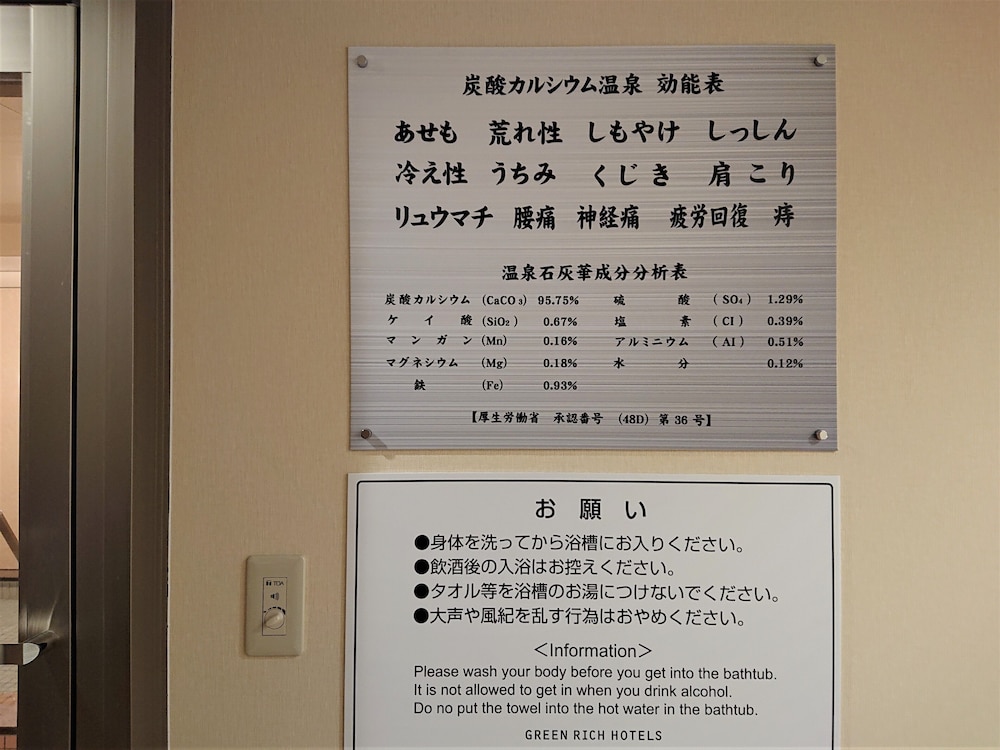 炭酸カルシウム温泉 効能表
あせも 荒れ性 しもやけ しっしん
冷え性 うちみ くじき 肩こり
リュウマチ 腰痛 神経痛 疲労回復 痔
温泉石灰華成分分析表
炭酸カルシウム (CaCO₃) 95.75% 硫酸 (SO₄) 1.29%
ケイ酸 (SiO₂) 0.67% 塩素 (CI) 0.39%
マンガン (Mn) 0.16% アルミニウム (AI) 0.51%
マグネシウム (Mg) 0.18% 水分 0.12%
鉄 (Fe) 0.93%
【厚生労働省 承認番号 (48D) 第36号】
お願い
●身体を洗ってから浴槽にお入りください。
●飲酒後の入浴はお控えください。
●タオル等を浴槽のお湯につけないでください。
●大声や風紀を乱す行為はおやめください。
<Information>
Please wash your body before you get into the bathtub.
It is not allowed to get in when you drink alcohol.
Do no put the towel into the hot water in the bathtub.
GREEN RICH HOTELS
TOA